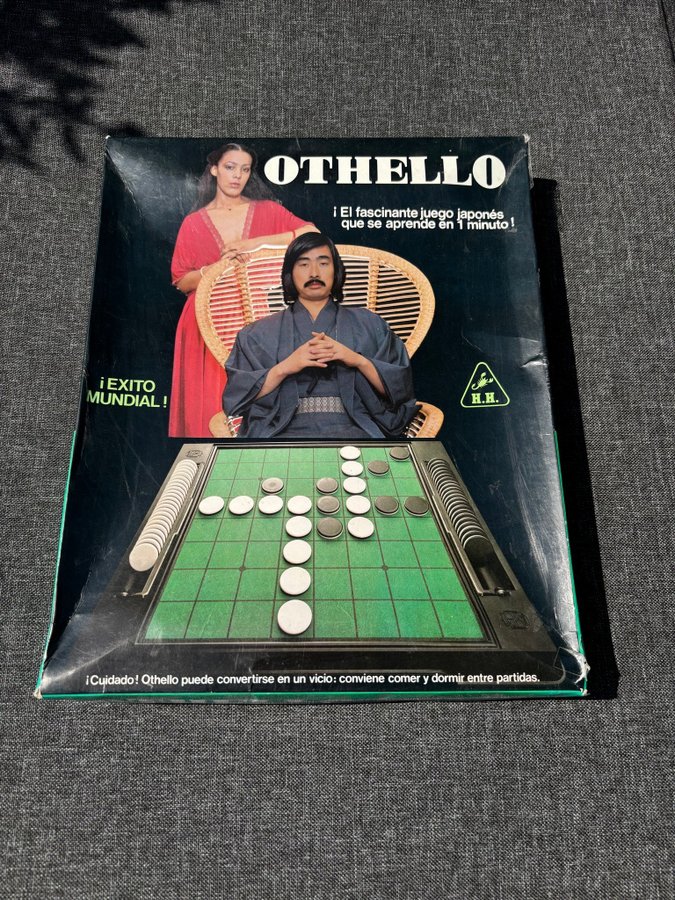 OTHELLO
¡ El fascinante juego japonés
que se aprende en 1 minuto !
¡ EXITO
MUNDIAL !
H.H.
¡Cuidado! Othello puede convertirse en un vicio: conviene comer y dormir entre partidas.